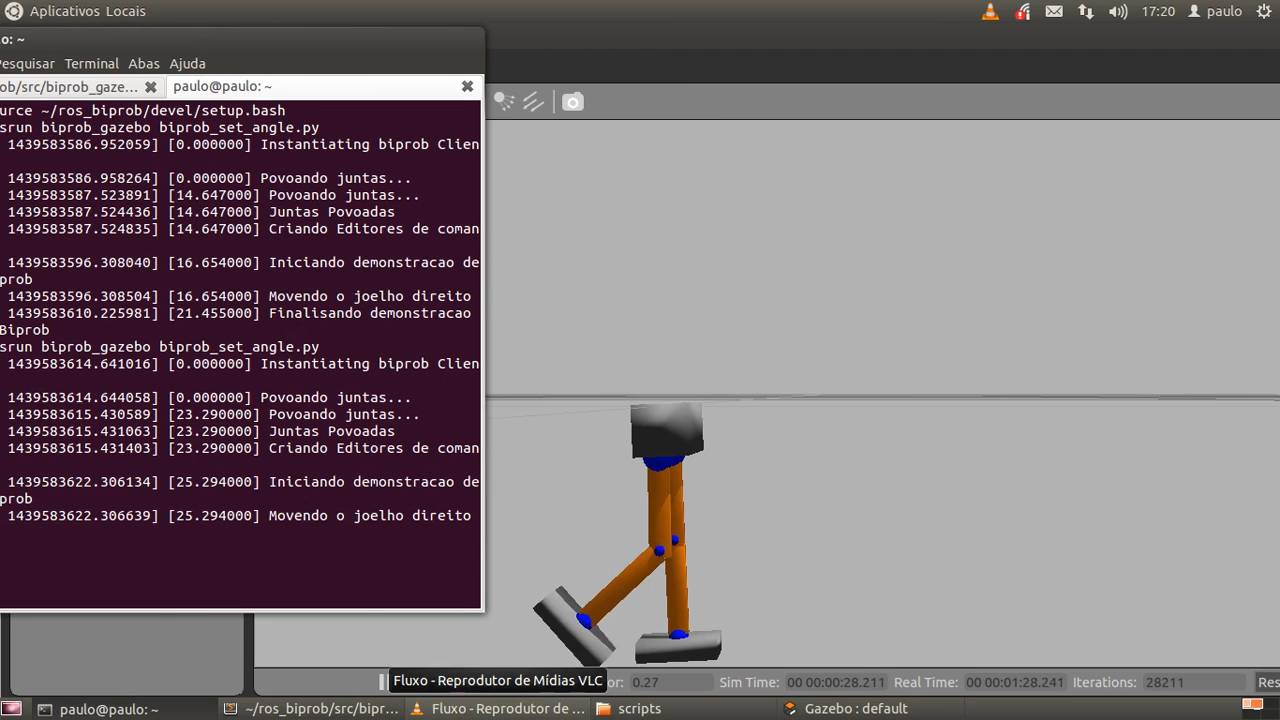 Aplicativos Locais
17:20
paulo
lo: ~
Pesquisar Terminal Abas Ajuda
ob/src/biprob_gaze...
paulo@paulo: ~
urce ~/ros_biprob/devel/setup.bash
srun biprob_gazebo biprob_set_angle.py
1439583586.952059] [0.000000] Instantiating biprob Clien
1439583586.958264] [0.000000] Povoando juntas...
1439583587.523891] [14.647000] Povoando juntas...
1439583587.524436] [14.647000] Juntas Povoadas
1439583587.524835] [14.647000] Criando Editores de coman
1439583596.308040] [16.654000] Iniciando demonstracao de
prob
1439583596.308504] [16.654000] Movendo o joelho direito
1439583610.225981] [21.455000] Finalisando demonstracao
Biprob
srun biprob_gazebo biprob_set_angle.py
1439583614.641016] [0.000000] Instantiating biprob Clien
1439583614.644058] [0.000000] Povoando juntas...
1439583615.430589] [23.290000] Povoando juntas...
1439583615.431063] [23.290000] Juntas Povoadas
1439583615.431403] [23.290000] Criando Editores de coman
1439583622.306134] [25.294000] Iniciando demonstracao de
prob
1439583622.306639] [25.294000] Movendo o joelho direito
Fluxo - Reprodutor de Mídias VLC
or: 0.27 Sim Time: 00 00:00:28.211 Real Time: 00 00:01:28.241 Iterations: 28211 Res
paulo@paulo: ~
~/ros_biprob/src/bipr...
Fluxo - Reprodutor de ...
scripts
Gazebo : default